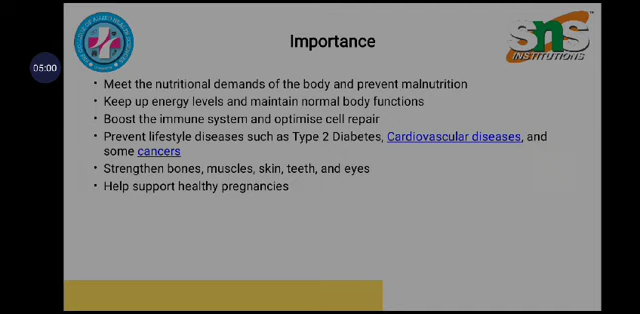 Importance
SNS
INSTITUTIONS
05:00
• Meet the nutritional demands of the body and prevent malnutrition
• Keep up energy levels and maintain normal body functions
• Boost the immune system and optimise cell repair
• Prevent lifestyle diseases such as Type 2 Diabetes, Cardiovascular diseases, and
some cancers
• Strengthen bones, muscles, skin, teeth, and eyes
• Help support healthy pregnancies